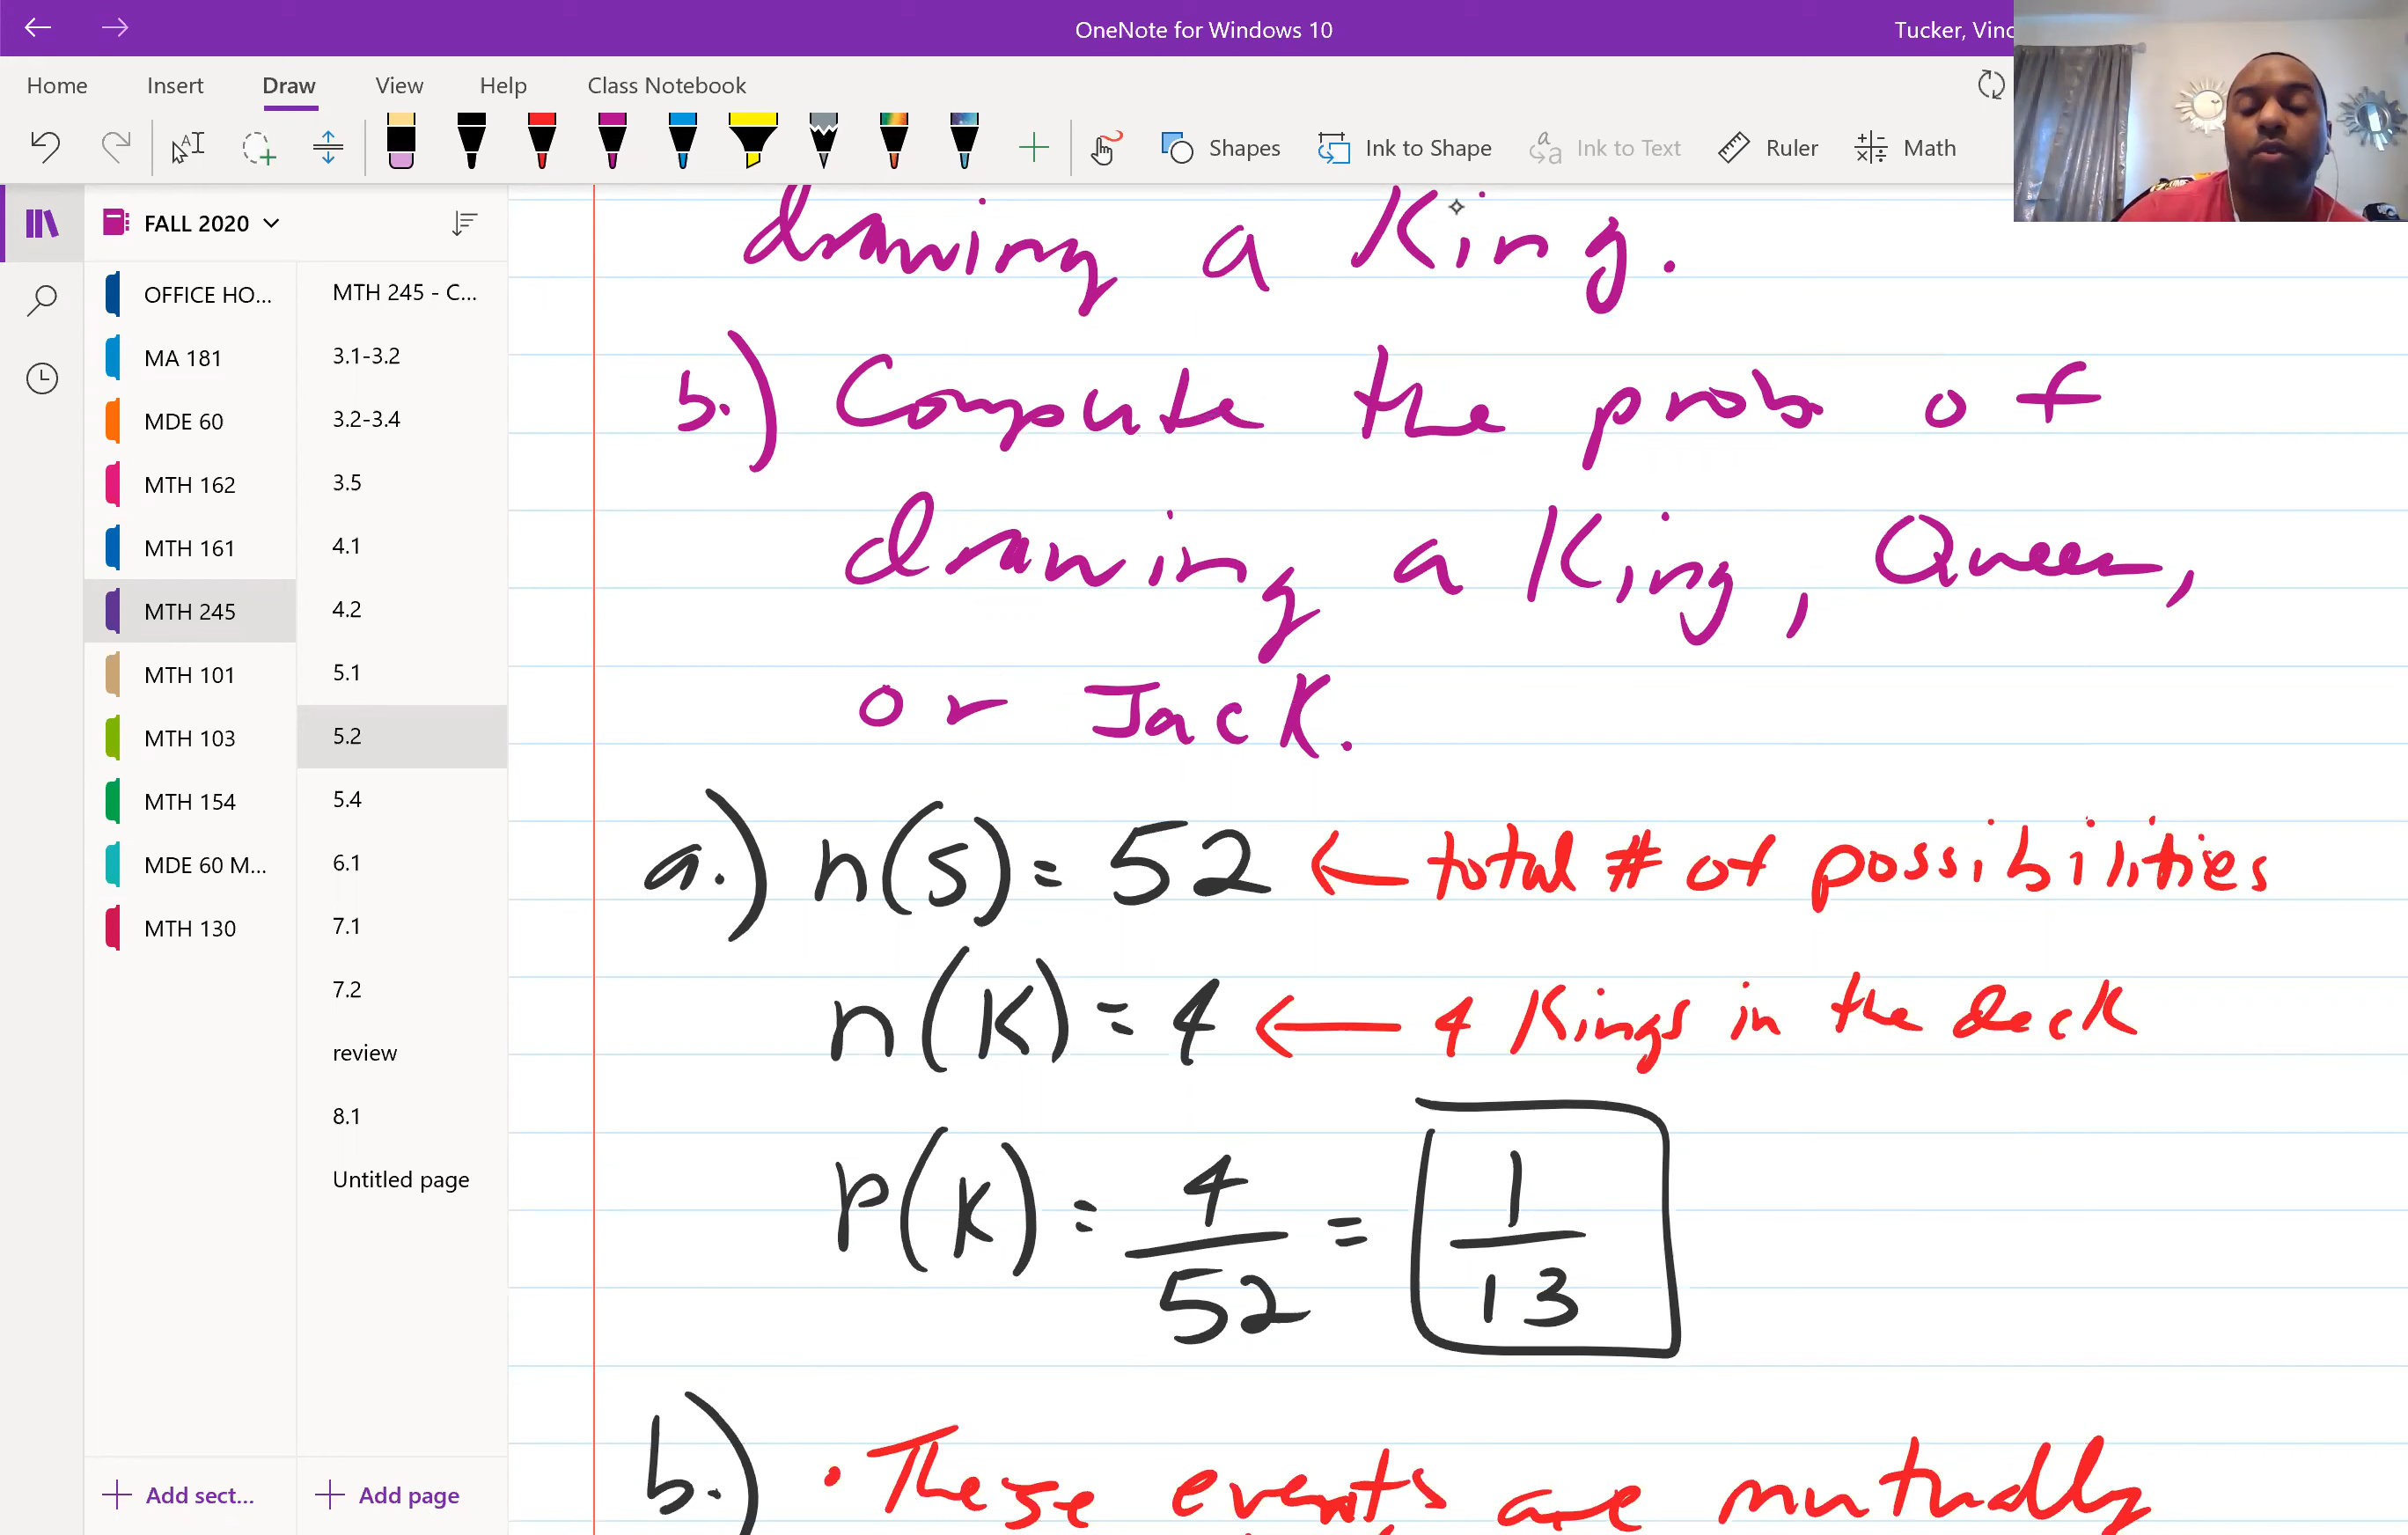 OneNote for Windows 10
Tucker, Vinc
Home Insert Draw View Help Class Notebook
Shapes Ink to Shape Ink to Text Ruler Math
FALL 2020
OFFICE HO...
MA 181
MDE 60
MTH 162
MTH 161
MTH 245
MTH 101
MTH 103
MTH 154
MDE 60 M...
MTH 130
Add sect...
MTH 245 - C...
3.1-3.2
3.2-3.4
3.5
4.1
4.2
5.1
5.2
5.4
6.1
7.1
7.2
review
8.1
Untitled page
Add page
drawing a King.
b.) Compute the prob of
drawing a King, Queen,
or Jack.
a.) n(S) = 52 ← total # of possibilities
n(K) = 4 ← 4 Kings in the deck
P(K) = 4/52 = 1/13
b.) • These events are mutually